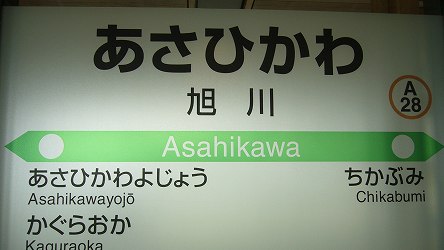 あさひかわ
旭川
A
28
Asahikawa
あさひかわよじょう
Asahikawayojō
かぐらおか
Kaguraoka
ちかぶみ
Chikabumi